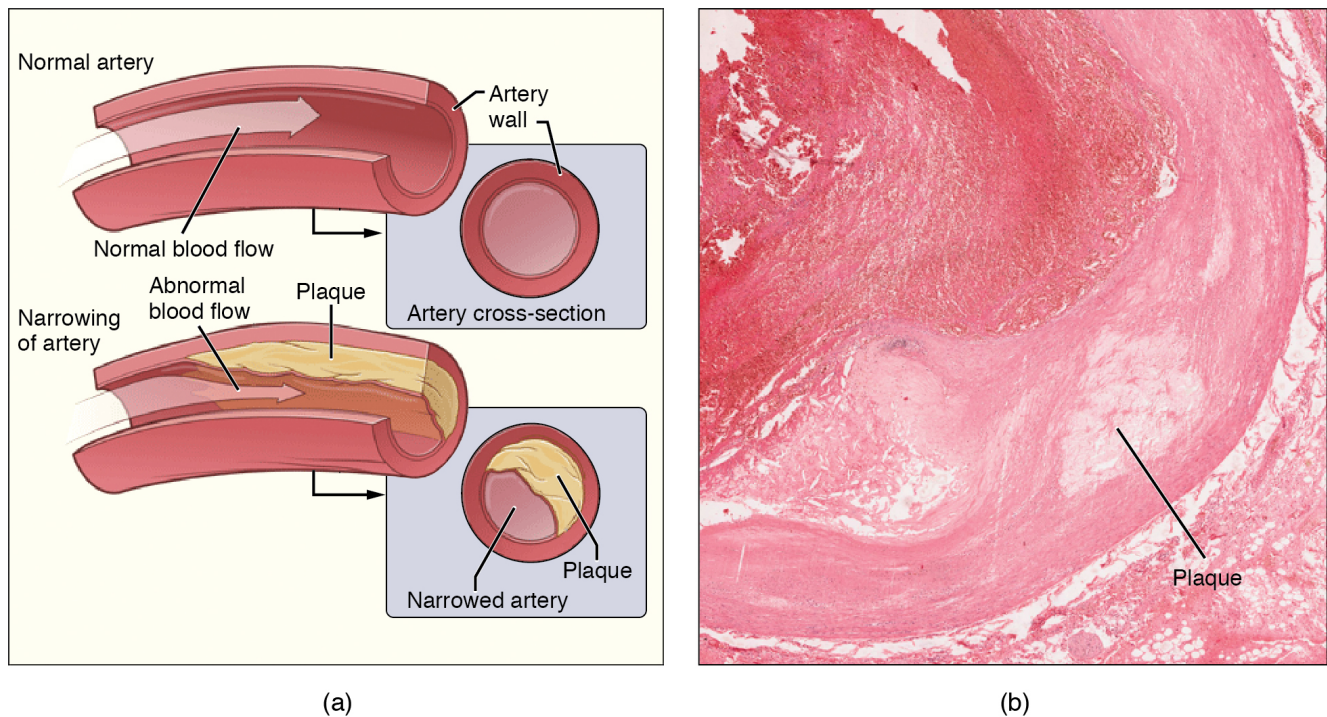 Normal artery
Artery
wall
Normal blood flow
Artery cross-section
Abnormal
blood flow
Plaque
Narrowing
of artery
Plaque
Narrowed artery
Plaque
(a)
(b)